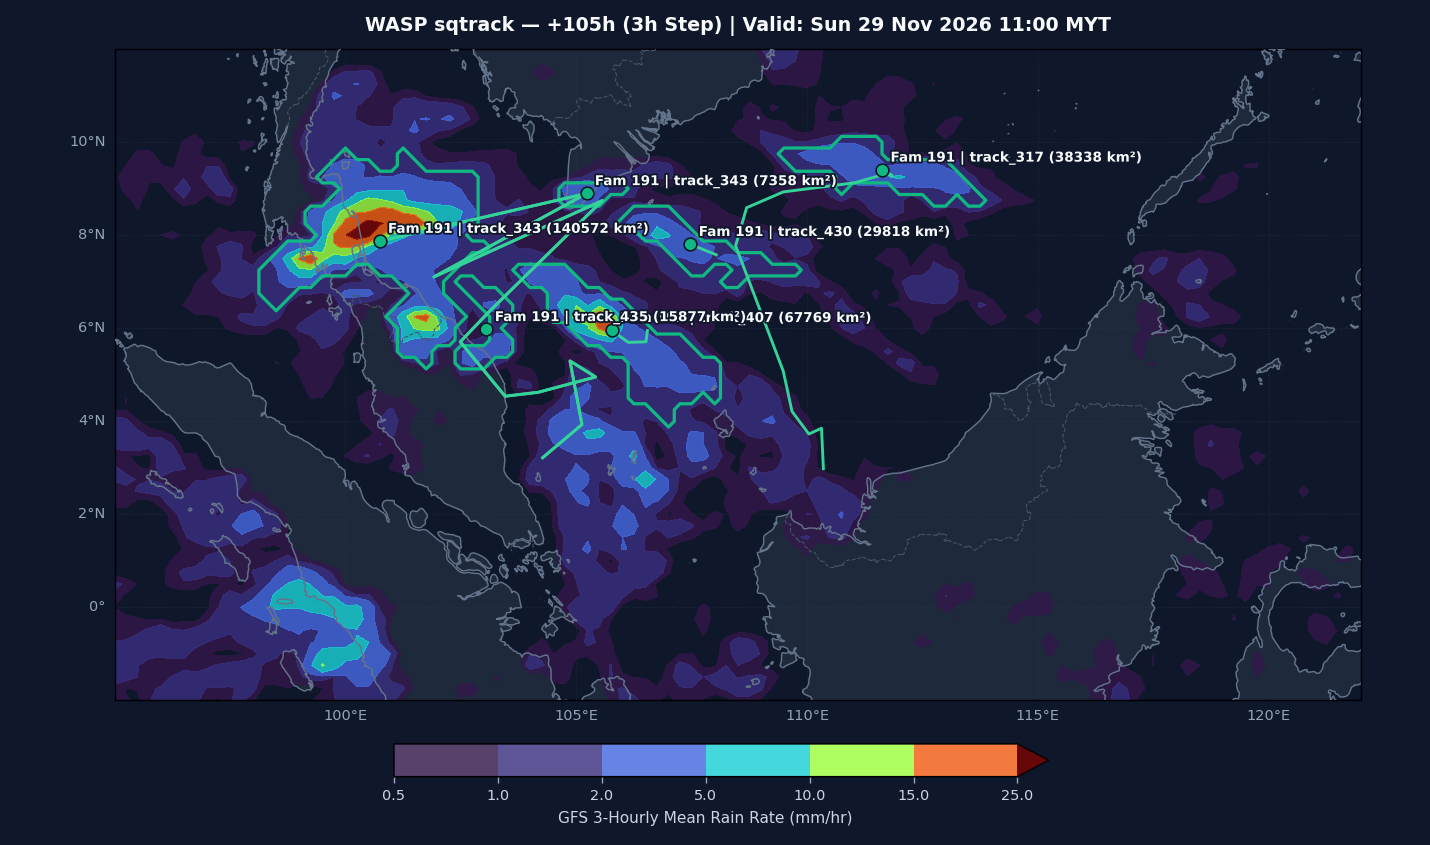 WASP sqtrack — +105h (3h Step) | Valid: Sun 29 Nov 2026 11:00 MYT
10°N
8°N
6°N
4°N
2°N
0°
Fam 191 | track_317 (38338 km²)
Fam 191 | track_343 (7358 km²)
Fam 191 | track_343 (140572 km²)
Fam 191 | track_430 (29818 km²)
Fam 191 | track_435 (15877 km²)
407 (67769 km²)
100°E
105°E
110°E
115°E
120°E
0.5
1.0
2.0
5.0
10.0
15.0
25.0
GFS 3-Hourly Mean Rain Rate (mm/hr)